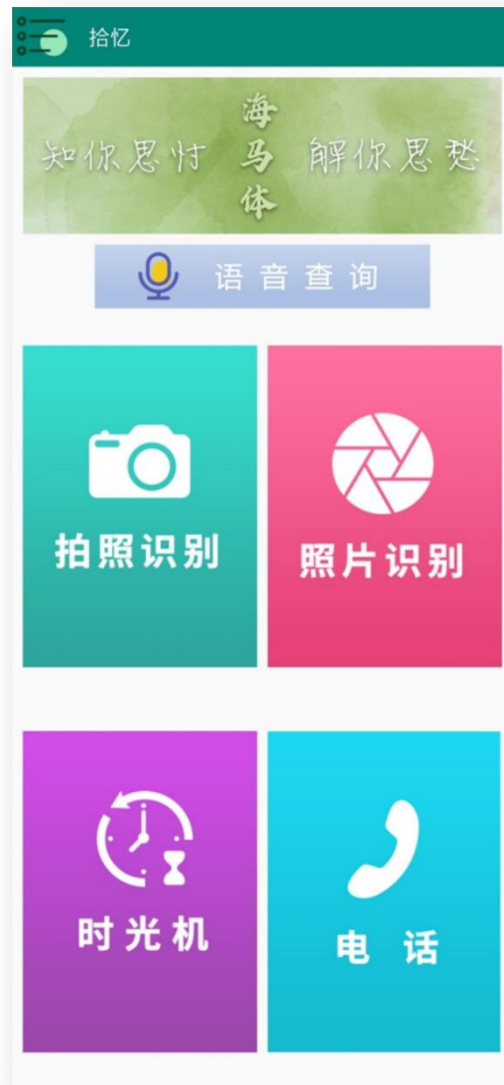 拾忆
知你思忖 海马体 解你思愁
语音查询
拍照识别
照片识别
时光机
电话